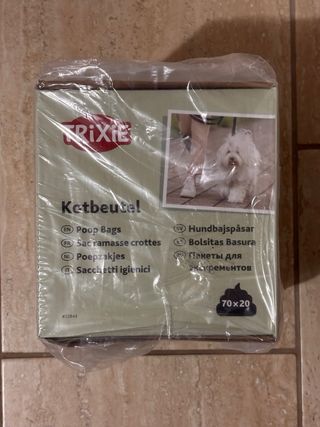 TRiXiE
Kotbeutel
EN Poop Bags
FR Sac ramasse crottes
NL Poepzakjes
IT Sacchetti igienici
SV Hundbajspåsar
ES Bolsitas Basura
RU Пакеты для
экскрементов
70 x 20